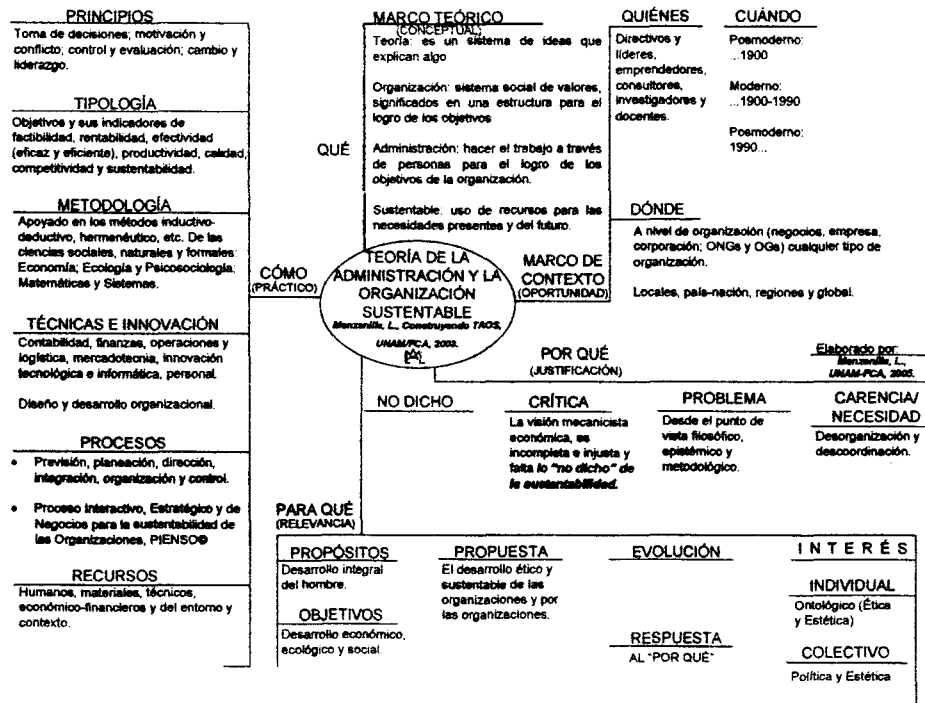 PRINCIPIOS
Toma de decisiones; motivación y
conflicto; control y evaluación; cambio y
liderazgo.
TIPOLOGÍA
Objetivos y sus indicadores de
factibilidad, rentabilidad, efectividad
(eficaz y eficiente), productividad, calidad,
competitividad y sustentabilidad.
METODOLOGÍA
Apoyado en los métodos inductivo-
deductivo, hermenéutico, etc. De las
ciencias sociales, naturales y formales:
Economía; Ecología y Psicosociología;
Matemáticas y Sistemas.
TÉCNICAS E INNOVACIÓN
Contabilidad, finanzas, operaciones y
logística, mercadotecnia, innovación
tecnológica e informática, personal.
Diseño y desarrollo organizacional.
PROCESOS
• Previsión, planeación, dirección,
integración, organización y control.
• Proceso Interactivo, Estratégico y de
Negocios para la sustentabilidad de
las Organizaciones, PIENSO©
RECURSOS
Humanos, materiales, técnicos,
económico-financieros y del entorno y
contexto.
CÓMO
(PRÁCTICO)
QUÉ
MARCO TEÓRICO
(CONCEPTUAL)
Teoría: es un sistema de ideas que
explican algo
Organización: sistema social de valores,
significados en una estructura para el
logro de los objetivos
Administración: hacer el trabajo a través
de personas para el logro de los
objetivos de la organización.
Sustentable: uso de recursos para las
necesidades presentes y del futuro.
TEORÍA DE LA
ADMINISTRACIÓN Y LA
ORGANIZACIÓN
SUSTENTABLE
Menzanilla, L., Construyendo TAOS,
UNAM/FCA, 2003.
MARCO DE
CONTEXTO
(OPORTUNIDAD)
QUIÉNES
Directivos y
líderes,
emprendedores,
consultores,
investigadores y
docentes.
CUÁNDO
Posmoderno:
...1900
Moderno:
...1900-1990
Posmoderno:
1990...
DÓNDE
A nivel de organización (negocios, empresa,
corporación; ONGs y OGs) cualquier tipo de
organización.
Locales, país-nación, regiones y global.
POR QUÉ
(JUSTIFICACIÓN)
Elaborado por:
Menzanilla, L.,
UNAM-FCA, 2005.
NO DICHO
CRÍTICA
La visión mecanicista
económica, es
incompleta e injusta y
falta lo "no dicho" de
la sustentabilidad.
PROBLEMA
Desde el punto de
vista filosófico,
epistémico y
metodológico.
CARENCIA/
NECESIDAD
Desorganización y
descoordinación.
PARA QUÉ
(RELEVANCIA)
PROPÓSITOS
Desarrollo integral
del hombre.
OBJETIVOS
Desarrollo económico,
ecológico y social.
PROPUESTA
El desarrollo ético y
sustentable de las
organizaciones y por
las organizaciones.
EVOLUCIÓN
RESPUESTA
AL "POR QUÉ"
INTERÉS
INDIVIDUAL
Ontológico (Ética
y Estética)
COLECTIVO
Política y Estética